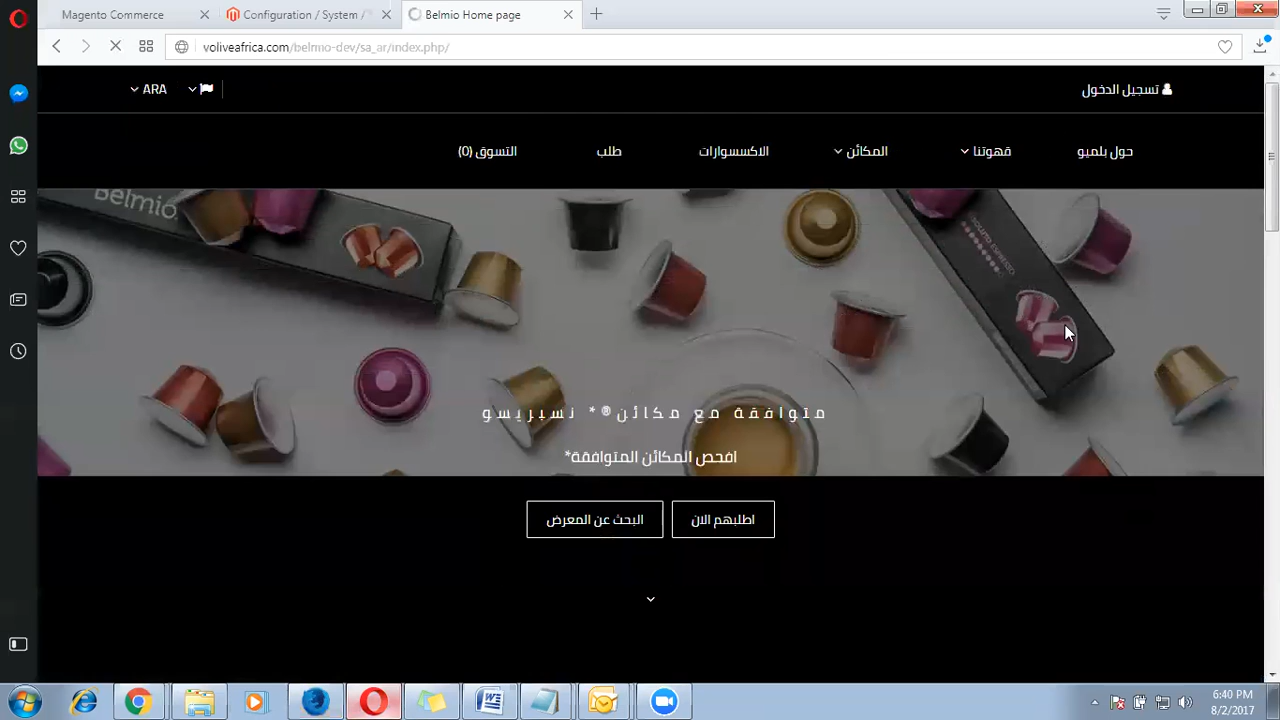 Magento Commerce
Configuration / System /
Belmio Home page
voliveafrica.com/belmio-dev/sa_ar/index.php/
ARA
تسجيل الدخول
حول بلميو
قهوتنا
المكائن
الاكسسوارات
طلب
التسوق (0)
Belmio
متوافقة مع مكائن®* نسبريسو
افحص المكائن المتوافقة*
اطلبهم الان
البحث عن المعرض
6:40 PM
8/2/2017